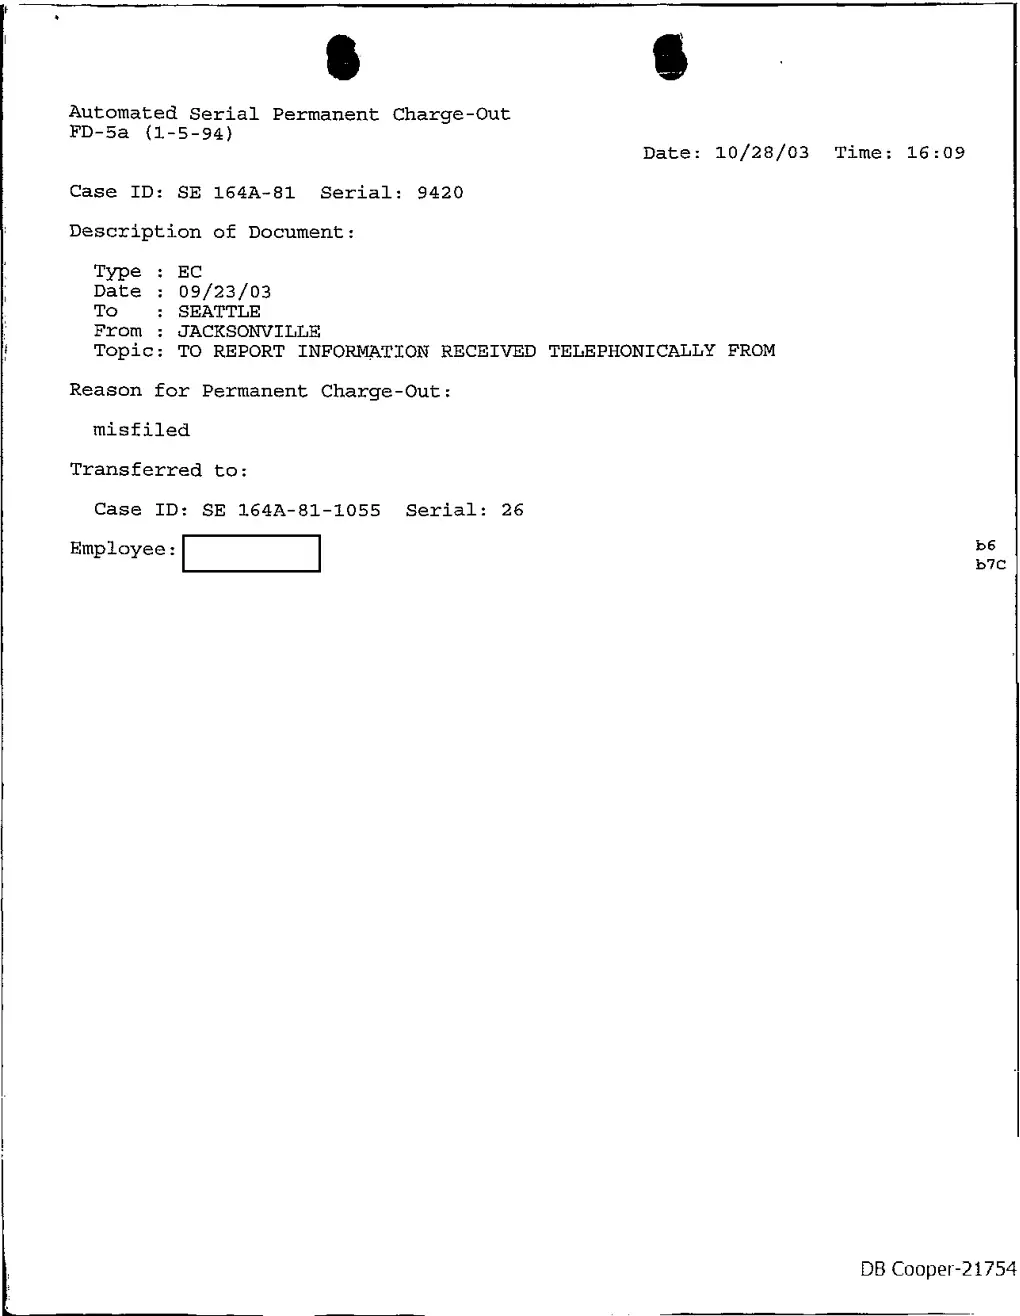 Automated Serial Permanent Charge-Out
FD-5a (1-5-94)
Date: 10/28/03 Time: 16:09
Case ID: SE 164A-81 Serial: 9420
Description of Document:
Type : EC
Date : 09/23/03
To : SEATTLE
From : JACKSONVILLE
Topic: TO REPORT INFORMATION RECEIVED TELEPHONICALLY FROM
Reason for Permanent Charge-Out:
misfiled
Transferred to:
Case ID: SE 164A-81-1055 Serial: 26
Employee:
b6
b7C
DB Cooper-21754